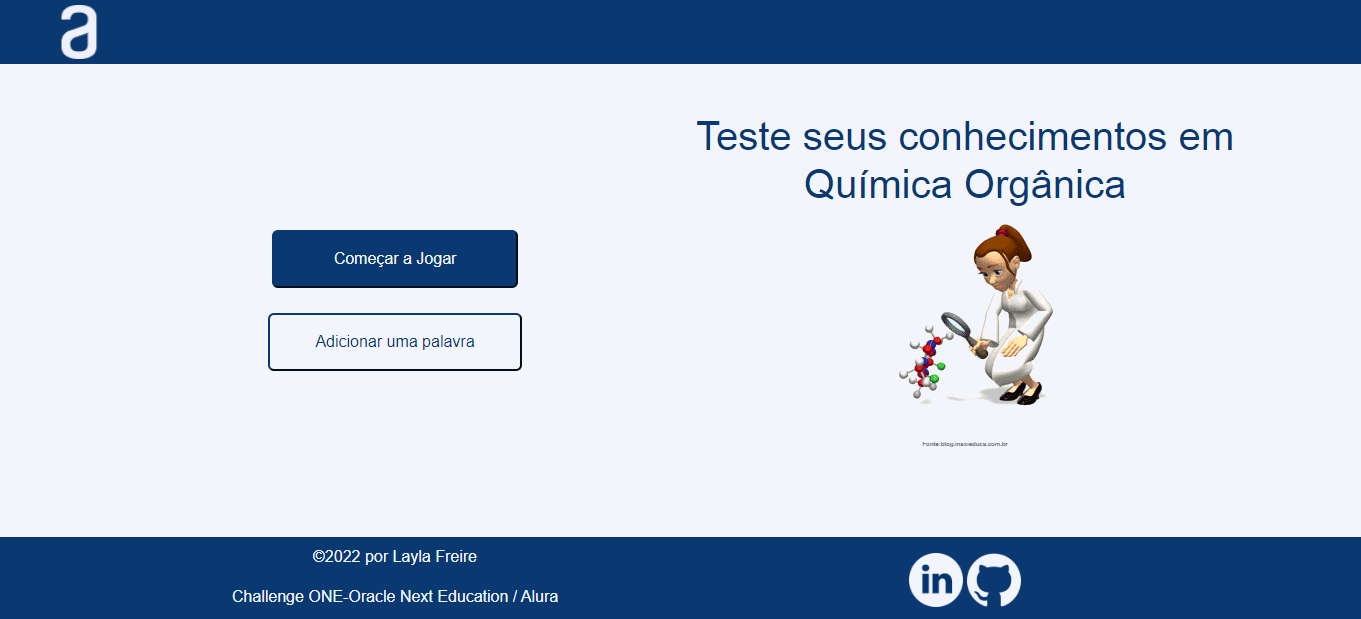 a
Teste seus conhecimentos em
Química Orgânica
Começar a Jogar
Adicionar uma palavra
Fonte:blog.maxieduca.com.br
©2022 por Layla Freire
Challenge ONE-Oracle Next Education / Alura
in